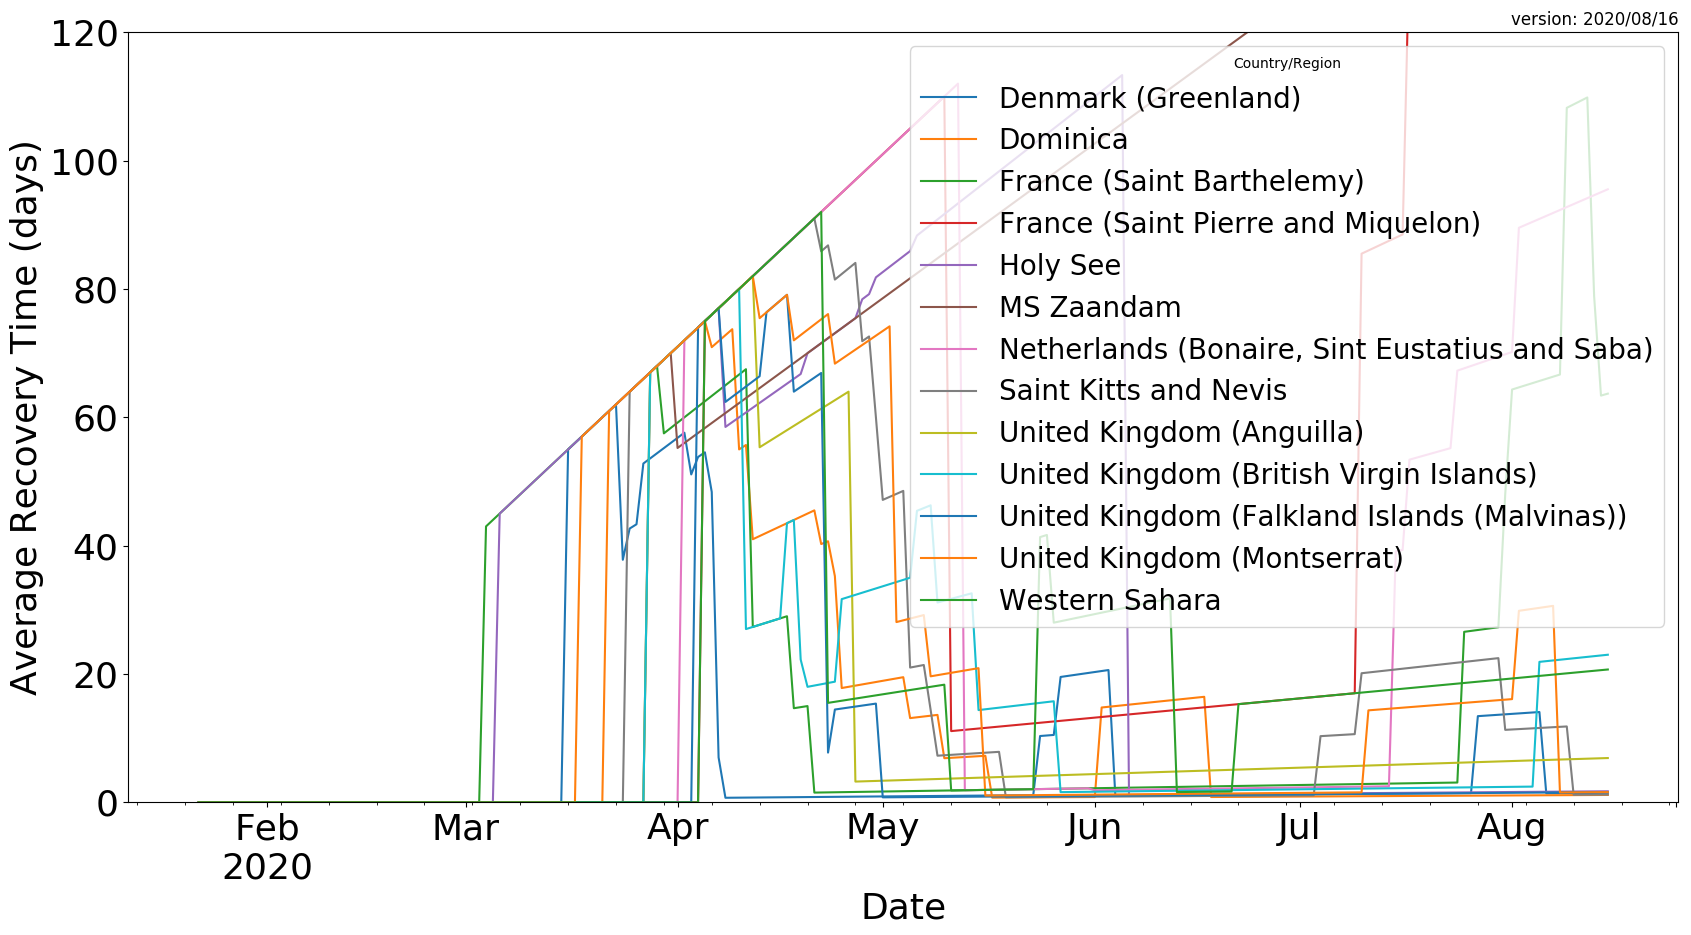 version: 2020/08/16
Average Recovery Time (days)
120
100
80
60
40
20
0
Country/Region
Denmark (Greenland)
Dominica
France (Saint Barthelemy)
France (Saint Pierre and Miquelon)
Holy See
MS Zaandam
Netherlands (Bonaire, Sint Eustatius and Saba)
Saint Kitts and Nevis
United Kingdom (Anguilla)
United Kingdom (British Virgin Islands)
United Kingdom (Falkland Islands (Malvinas))
United Kingdom (Montserrat)
Western Sahara
Feb Mar Apr May Jun Jul Aug
2020
Date